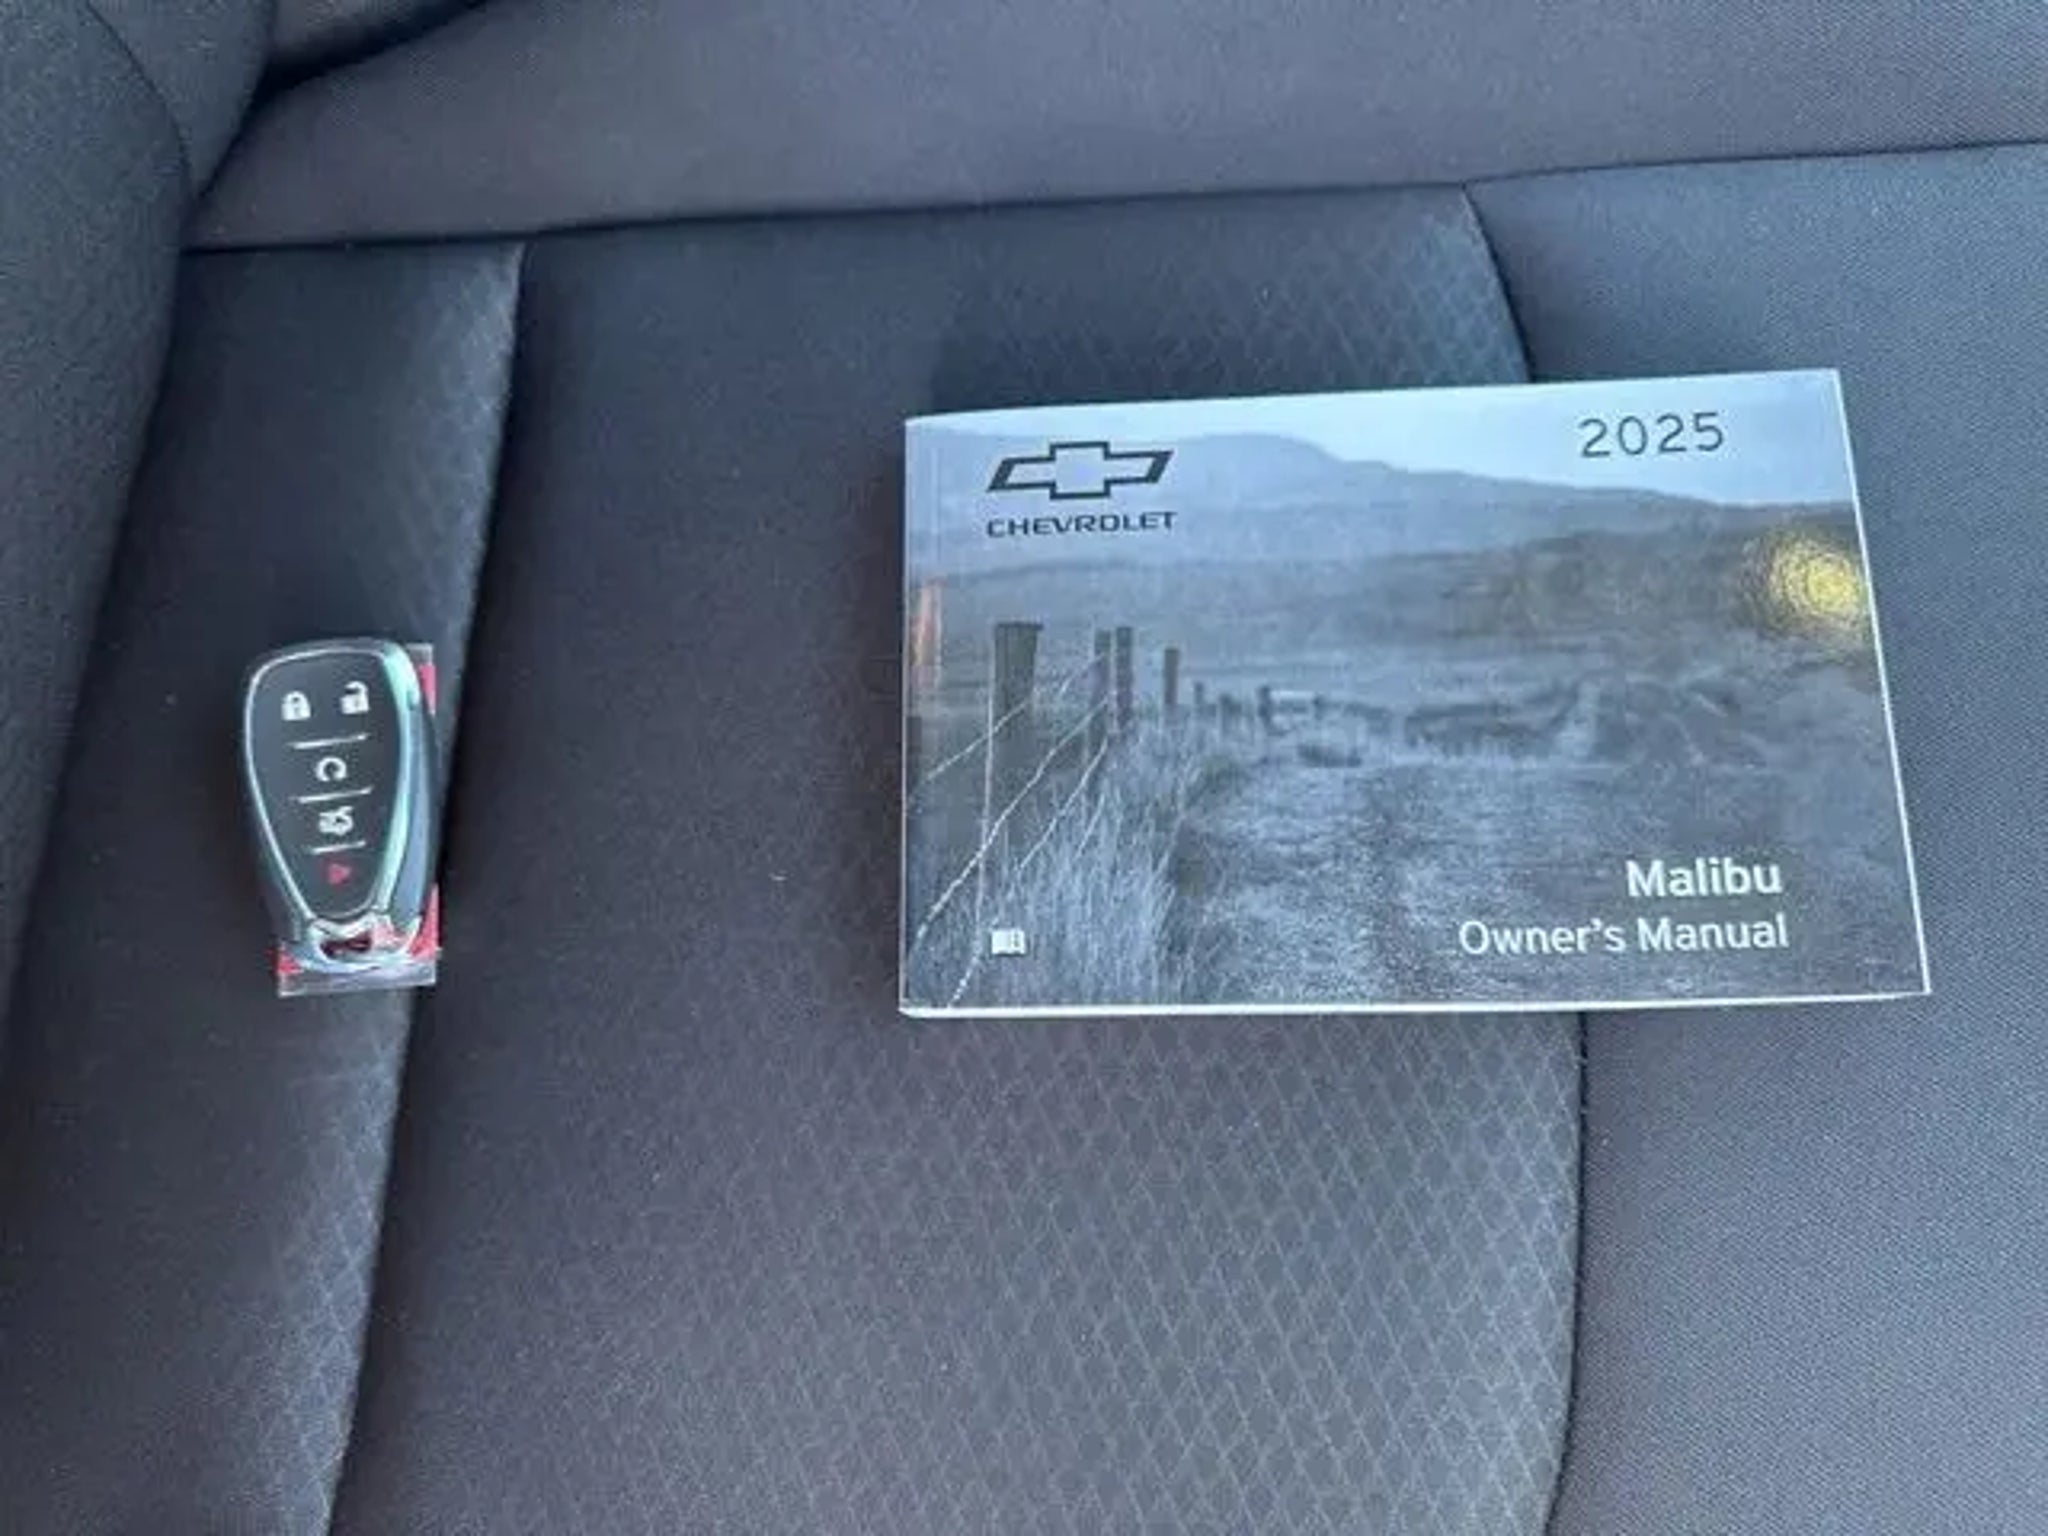 2025
CHEVROLET
Malibu
Owner's Manual